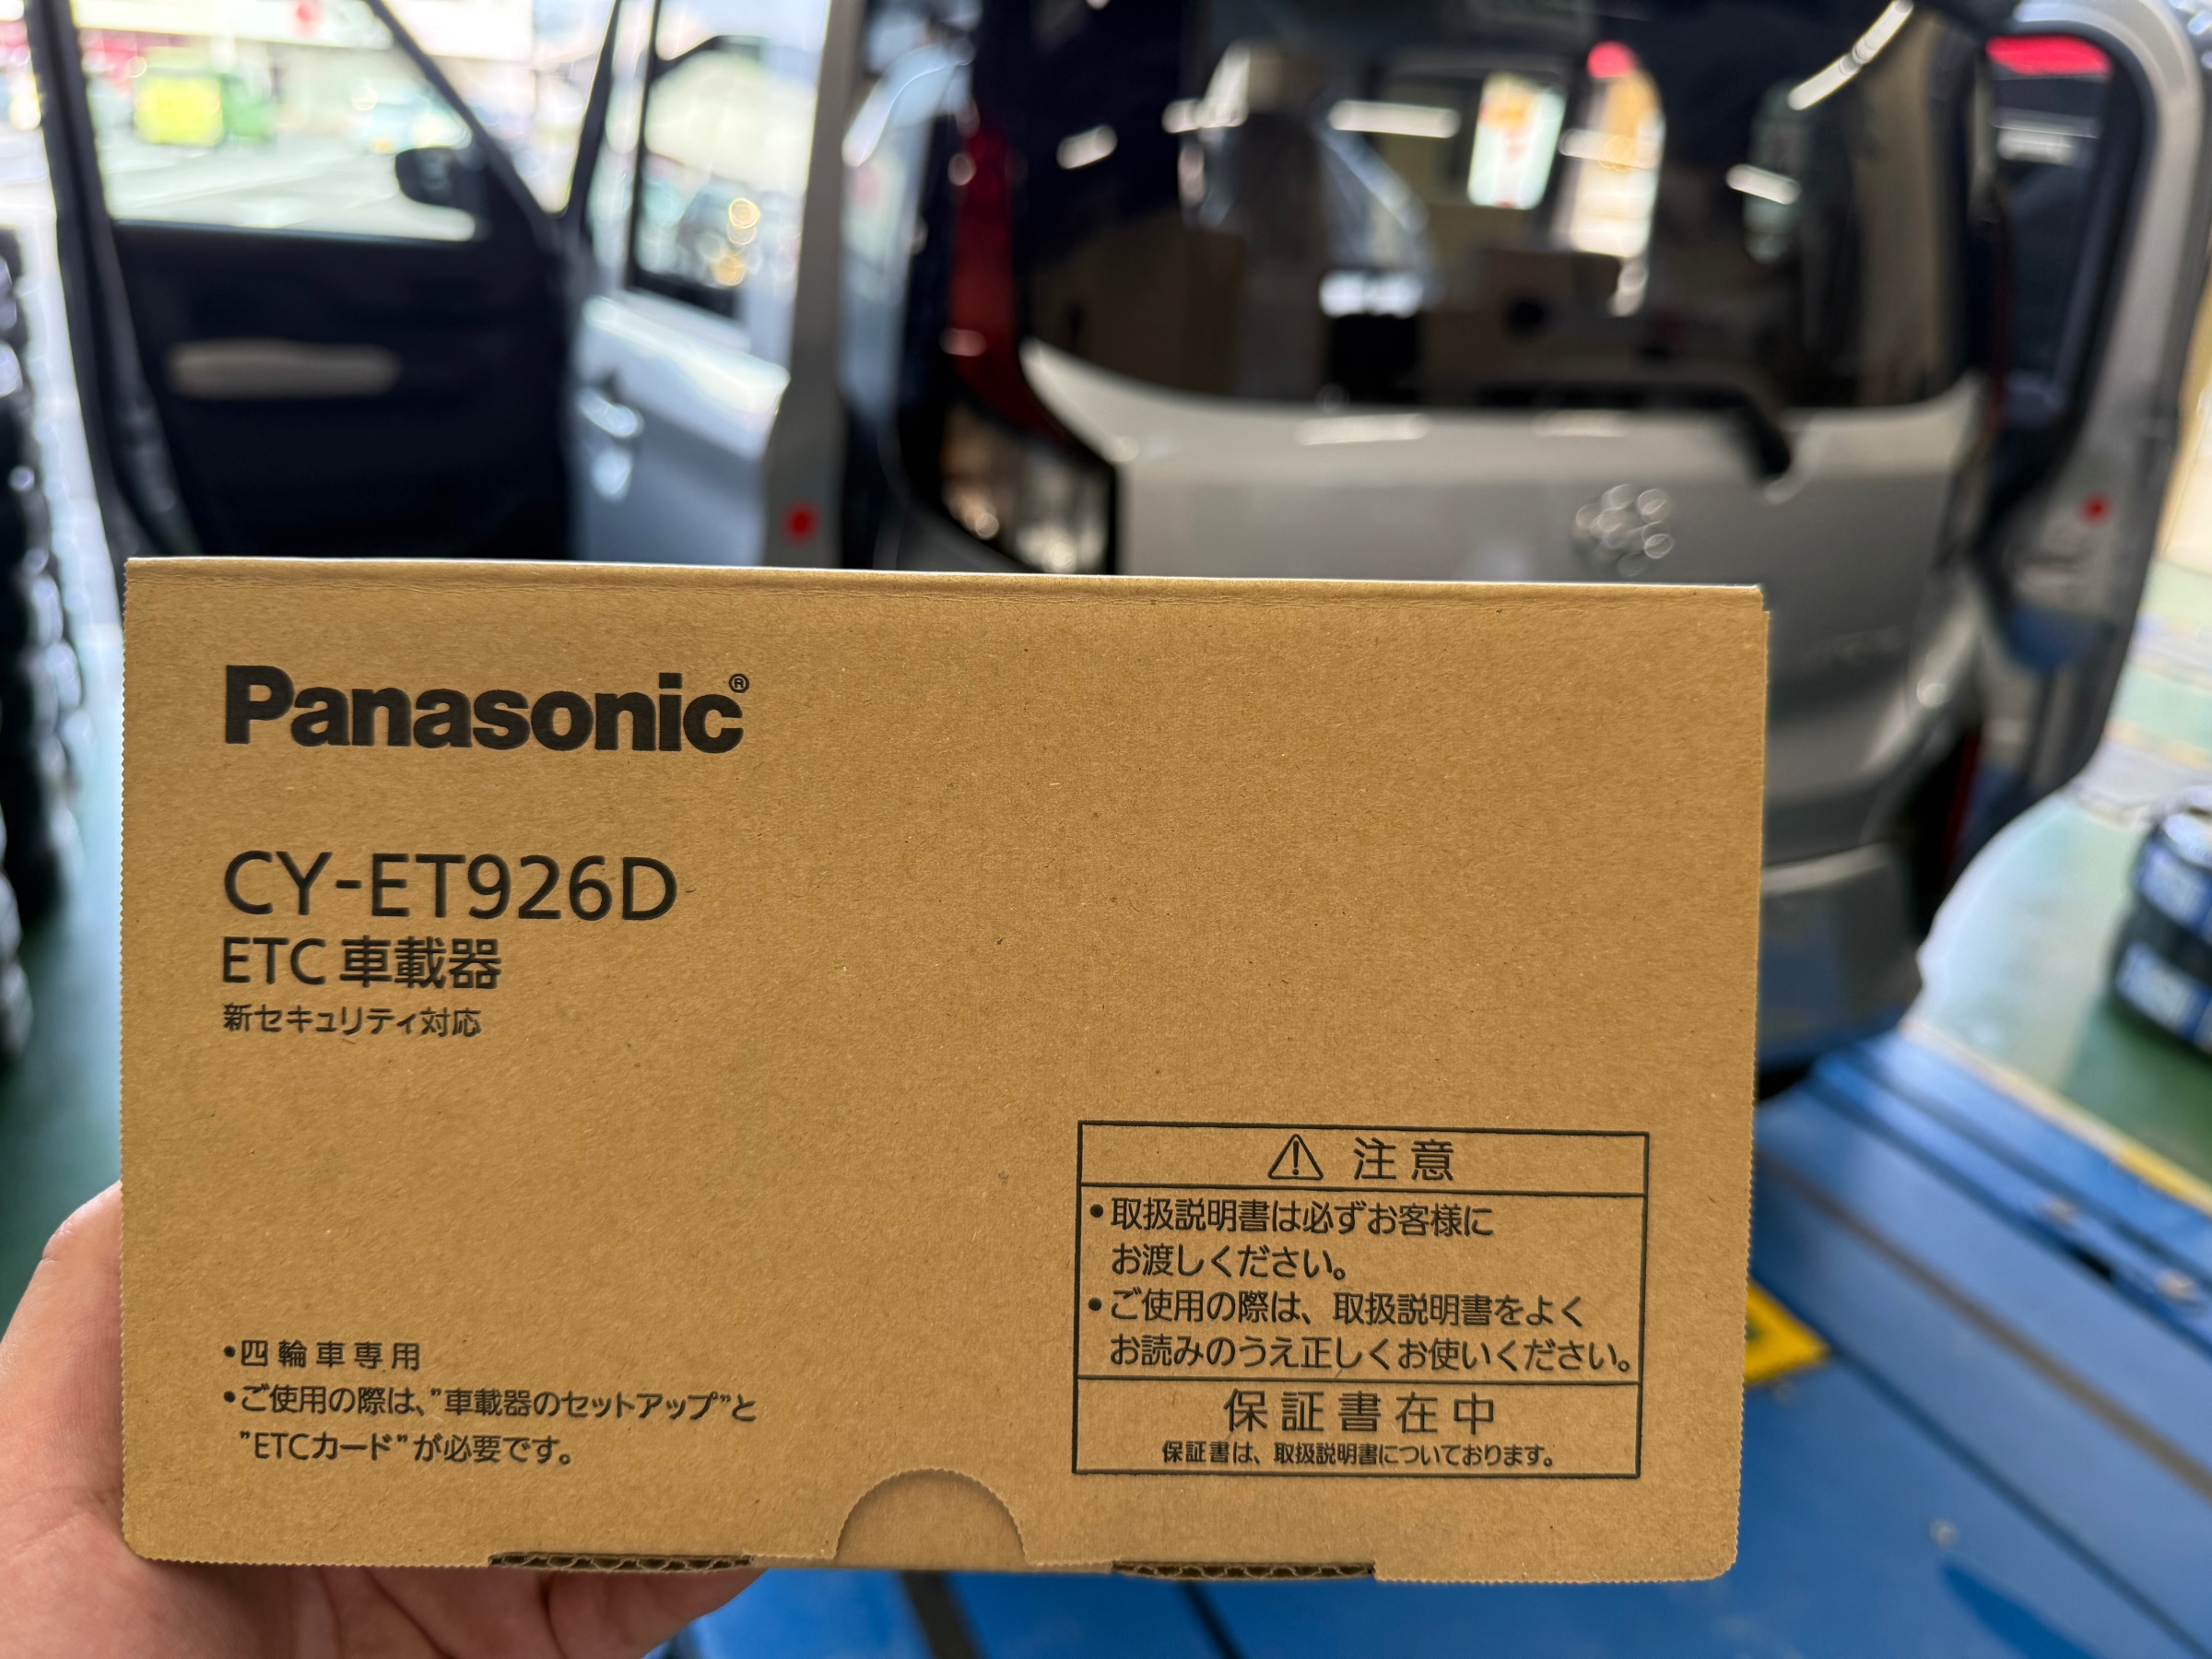 Panasonic®
CY-ET926D
ETC 車載器
新セキュリティ対応
•四輪車専用
•ご使用の際は、"車載器のセットアップ"と
"ETCカード"が必要です。
⚠ 注意
•取扱説明書は必ずお客様に
お渡しください。
•ご使用の際は、取扱説明書をよく
お読みのうえ正しくお使いください。
保証書在中
保証書は、取扱説明書についております。